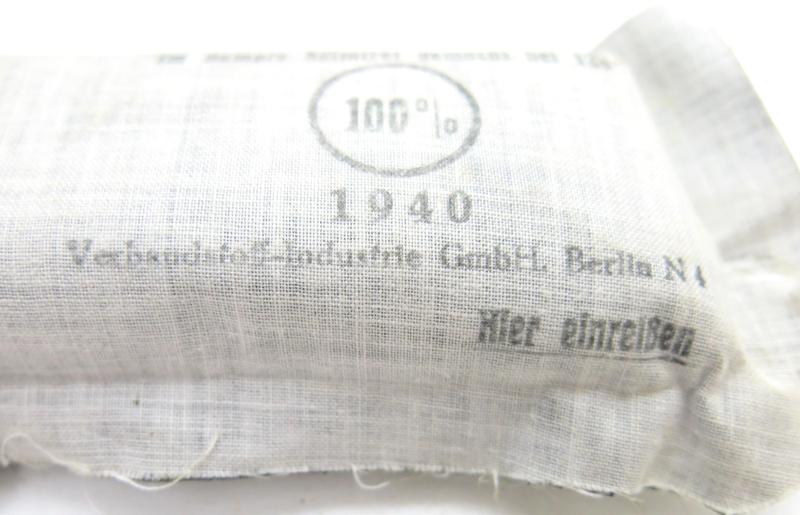 100%
1940
Verbandstoff-Industrie GmbH. Berlin N 4
Hier einreißen